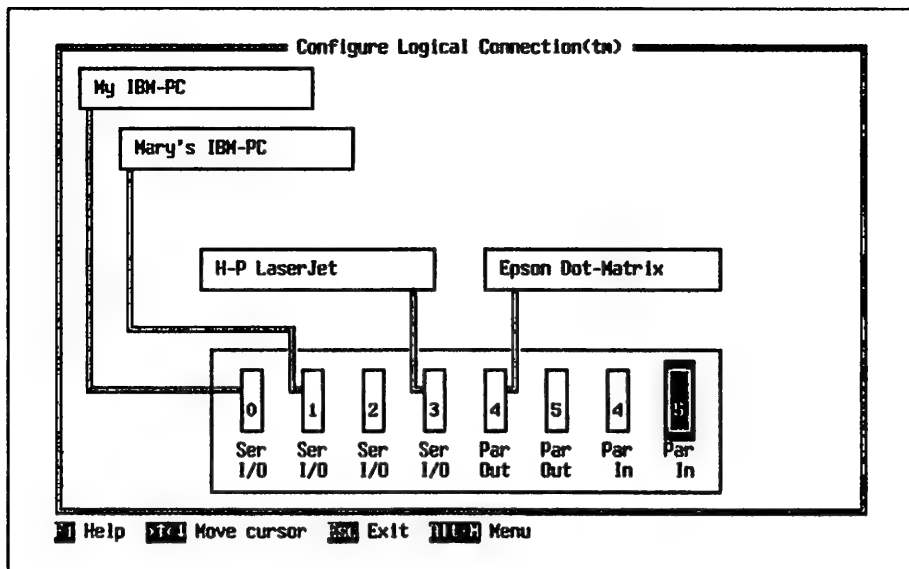 Configure Logical Connection(tm)
My IBM-PC
Mary's IBM-PC
H-P LaserJet
Epson Dot-Matrix
0 1 2 3 4 5 4 5
Ser Ser Ser Ser Par Par Par Par
I/O I/O I/O I/O Out Out In In
Help Move cursor Esc Exit Alt-M Menu